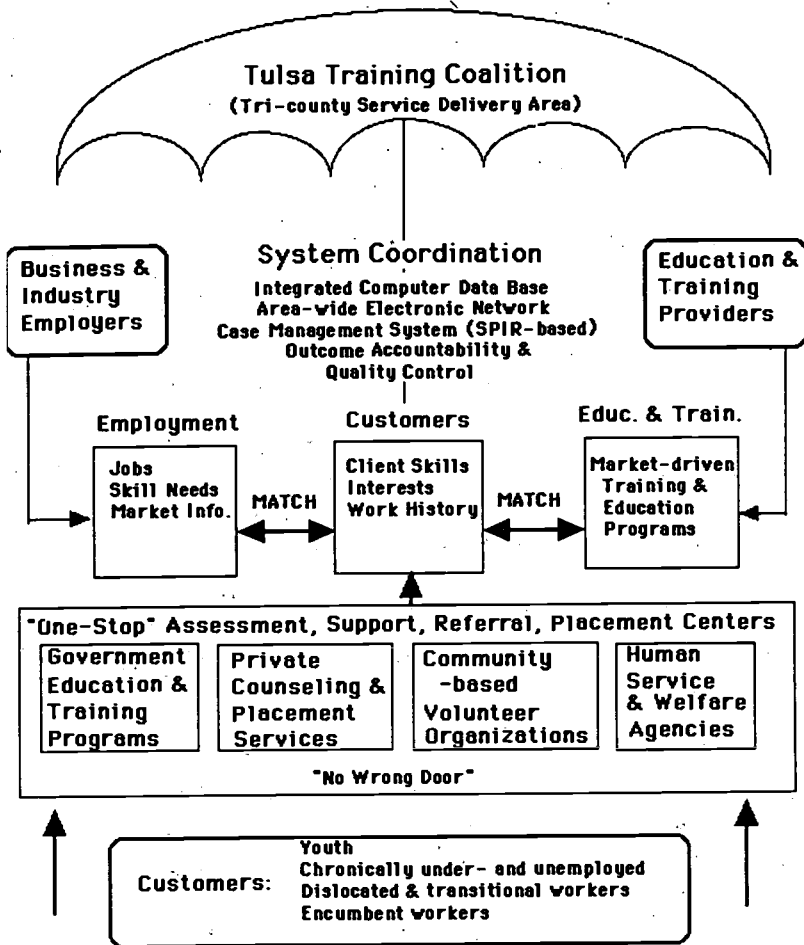 Tulsa Training Coalition
(Tri-county Service Delivery Area)
Business &
Industry
Employers
System Coordination
Integrated Computer Data Base
Area-wide Electronic Network
Case Management System (SPIR-based)
Outcome Accountability &
Quality Control
Education &
Training
Providers
Employment
Jobs
Skill Needs
Market Info.
MATCH
Customers
Client Skills
Interests
Work History
MATCH
Educ. & Train.
Market-driven
Training &
Education
Programs
"One-Stop" Assessment, Support, Referral, Placement Centers
Government
Education &
Training
Programs
Private
Counseling &
Placement
Services
Community
-based
Volunteer
Organizations
Human
Service
& Welfare
Agencies
"No Wrong Door"
Customers:
Youth
Chronically under- and unemployed
Dislocated & transitional workers
Encumbent workers